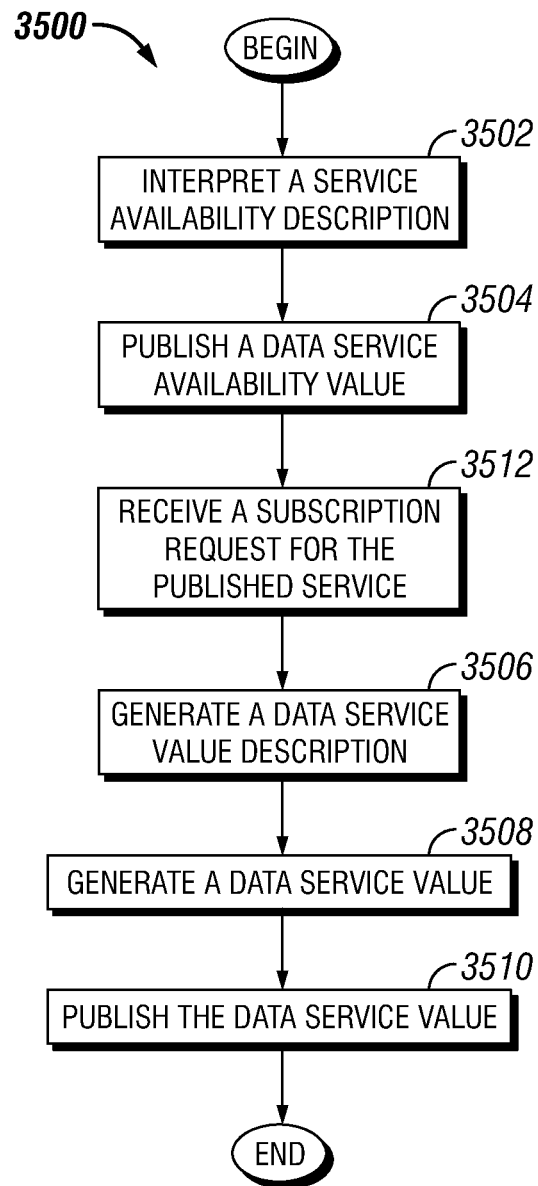 3500
BEGIN
3502
INTERPRET A SERVICE
AVAILABILITY DESCRIPTION
3504
PUBLISH A DATA SERVICE
AVAILABILITY VALUE
3512
RECEIVE A SUBSCRIPTION
REQUEST FOR THE
PUBLISHED SERVICE
3506
GENERATE A DATA SERVICE
VALUE DESCRIPTION
3508
GENERATE A DATA SERVICE VALUE
3510
PUBLISH THE DATA SERVICE VALUE
END